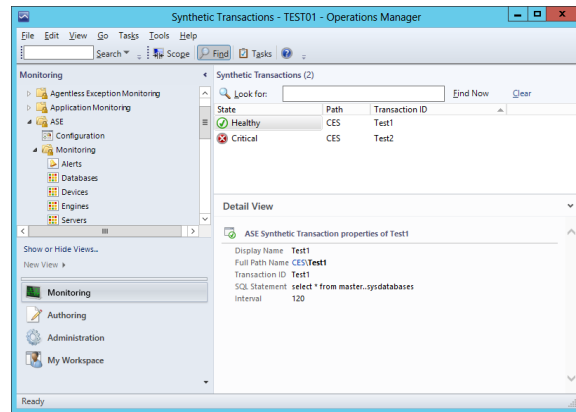 Synthetic Transactions - TEST01 - Operations Manager
File Edit View Go Tasks Tools Help
Search Scope Find Tasks
Monitoring
Agentless Exception Monitoring
Application Monitoring
ASE
Configuration
Monitoring
Alerts
Databases
Devices
Engines
Servers
Show or Hide Views...
New View
Monitoring
Authoring
Administration
My Workspace
Synthetic Transactions (2)
Look for: Find Now Clear
State Path Transaction ID
Healthy CES Test1
Critical CES Test2
Detail View
ASE Synthetic Transaction properties of Test1
Display Name Test1
Full Path Name CES\Test1
Transaction ID Test1
SQL Statement select * from master..sysdatabases
Interval 120
Ready